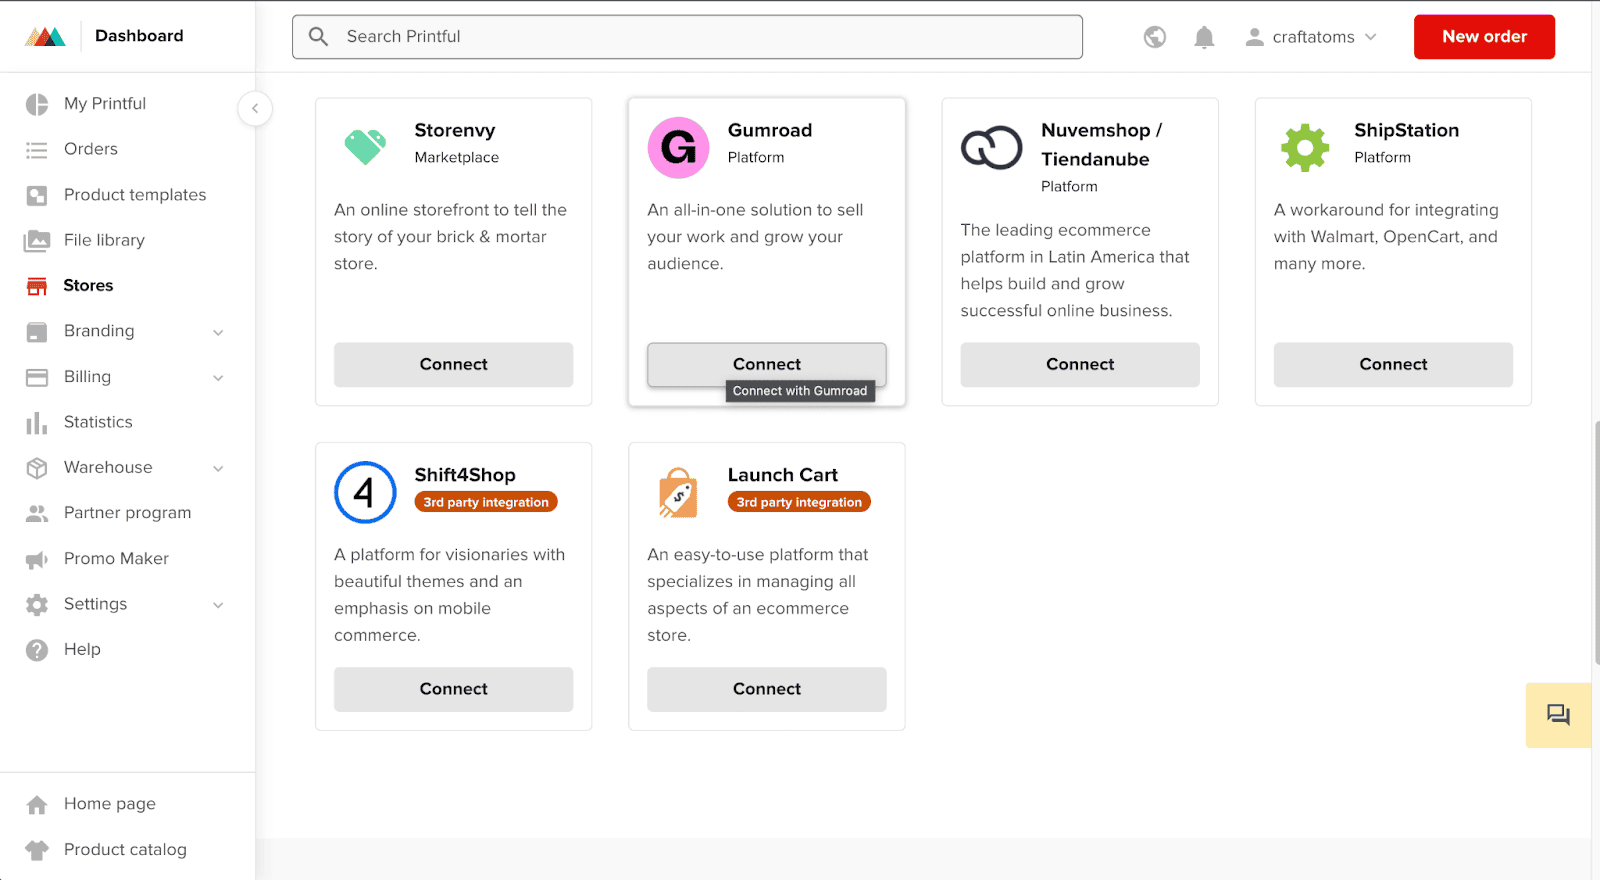 Dashboard
Search Printful
craftatoms
New order
My Printful
Orders
Product templates
File library
Stores
Branding
Billing
Statistics
Warehouse
Partner program
Promo Maker
Settings
Help
Home page
Product catalog
Storenvy
Marketplace
An online storefront to tell the
story of your brick & mortar
store.
Connect
G
Gumroad
Platform
An all-in-one solution to sell
your work and grow your
audience.
Connect
Connect with Gumroad
Nuvemshop /
Tiendanube
Platform
The leading ecommerce
platform in Latin America that
helps build and grow
successful online business.
Connect
ShipStation
Platform
A workaround for integrating
with Walmart, OpenCart, and
many more.
Connect
4
Shift4Shop
3rd party integration
A platform for visionaries with
beautiful themes and an
emphasis on mobile
commerce.
Connect
$
Launch Cart
3rd party integration
An easy-to-use platform that
specializes in managing all
aspects of an ecommerce
store.
Connect